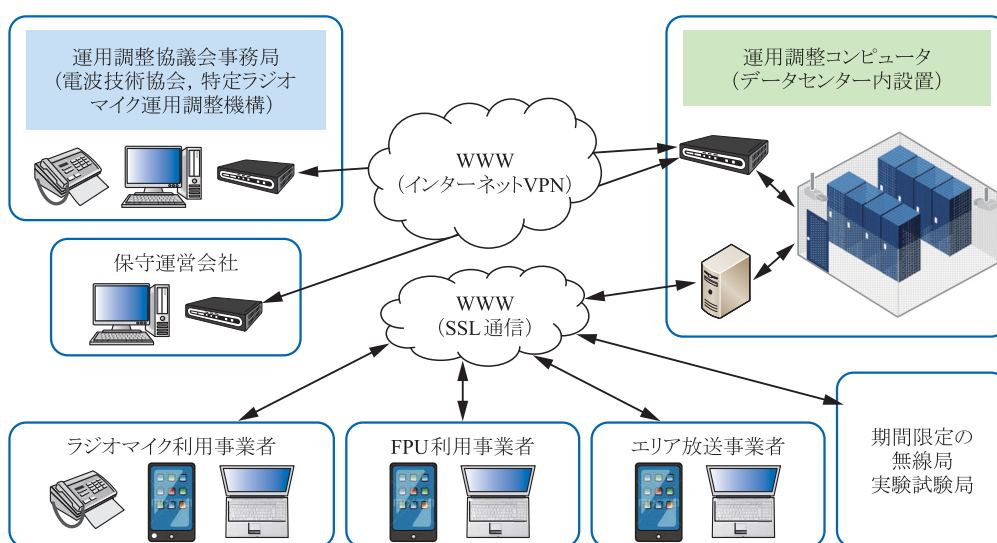 運用調整協議会事務局
(電波技術協会, 特定ラジオ
マイク運用調整機構)
運用調整コンピュータ
(データセンター内設置)
WWW
(インターネットVPN)
保守運営会社
WWW
(SSL通信)
ラジオマイク利用事業者
FPU利用事業者
エリア放送事業者
期間限定の
無線局
実験試験局